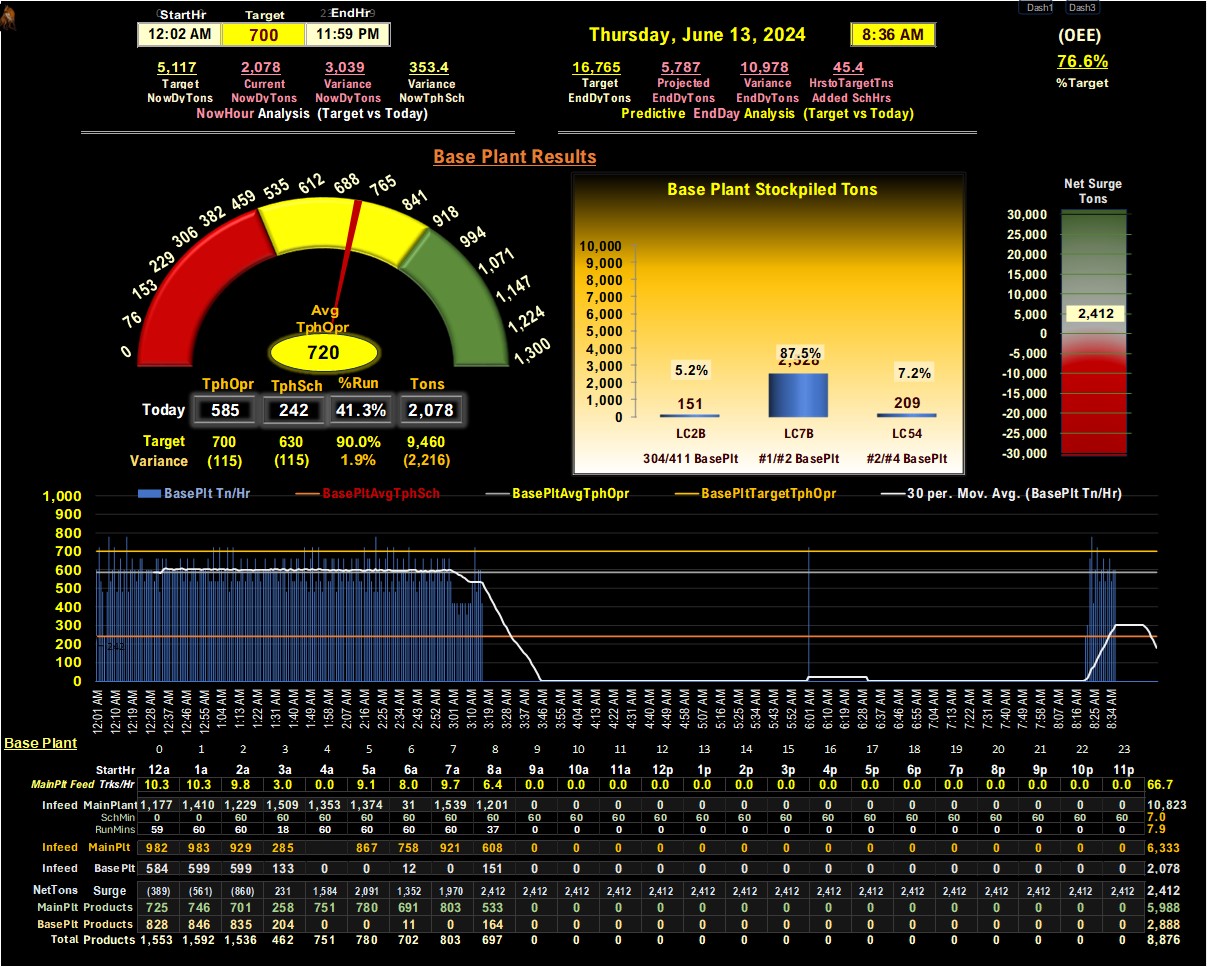 Dash1 Dash3
StartHr Target EndHr
12:02 AM 700 11:59 PM
Thursday, June 13, 2024 8:36 AM
(OEE)
76.6%
%Target
5,117 2,078 3,039 353.4
Target Current Variance Variance
NowDyTons NowDyTons NowDyTons NowTphSch
NowHour Analysis (Target vs Today)
16,765 5,787 10,978 45.4
Target Projected Variance HrstoTargetTns
EndDyTons EndDyTons EndDyTons Added SchHrs
Predictive EndDay Analysis (Target vs Today)
Base Plant Results
0 76 153 229 306 382 459 535 612 688 765 841 918 994 1,071 1,147 1,224 1,300
Avg
TphOpr
720
TphOpr TphSch %Run Tons
Today 585 242 41.3% 2,078
Target 700 630 90.0% 9,460
Variance (115) (115) 1.9% (2,216)
Base Plant Stockpiled Tons
10,000
9,000
8,000
7,000
6,000
5,000
4,000
3,000
2,000
1,000
0
5.2% 87.5% 7.2%
151 2,528 209
LC2B LC7B LC54
304/411 BasePlt #1/#2 BasePlt #2/#4 BasePlt
Net Surge
Tons
30,000
25,000
20,000
15,000
10,000
5,000
0
-5,000
-10,000
-15,000
-20,000
-25,000
-30,000
2,412
BasePlt Tn/Hr BasePltAvgTphSch BasePltAvgTphOpr BasePltTargetTphOpr 30 per. Mov. Avg. (BasePlt Tn/Hr)
1,000
900
800
700
600
500
400
300
200
100
0
242
12:01 AM 12:10 AM 12:19 AM 12:28 AM 12:37 AM 12:46 AM 12:55 AM 1:04 AM 1:13 AM 1:22 AM 1:31 AM 1:40 AM 1:49 AM 1:58 AM 2:07 AM 2:16 AM 2:25 AM 2:34 AM 2:43 AM 2:52 AM 3:01 AM 3:10 AM 3:19 AM 3:28 AM 3:37 AM 3:46 AM 3:55 AM 4:04 AM 4:13 AM 4:22 AM 4:31 AM 4:40 AM 4:49 AM 4:58 AM 5:07 AM 5:16 AM 5:25 AM 5:34 AM 5:43 AM 5:52 AM 6:01 AM 6:10 AM 6:19 AM 6:28 AM 6:37 AM 6:46 AM 6:55 AM 7:04 AM 7:13 AM 7:22 AM 7:31 AM 7:40 AM 7:49 AM 7:58 AM 8:07 AM 8:16 AM 8:25 AM 8:34 AM
Base Plant
0 1 2 3 4 5 6 7 8 9 10 11 12 13 14 15 16 17 18 19 20 21 22 23
StartHr 12a 1a 2a 3a 4a 5a 6a 7a 8a 9a 10a 11a 12p 1p 2p 3p 4p 5p 6p 7p 8p 9p 10p 11p
MainPlt Feed Trks/Hr 10.3 10.3 9.8 3.0 0.0 9.1 8.0 9.7 6.4 0.0 0.0 0.0 0.0 0.0 0.0 0.0 0.0 0.0 0.0 0.0 0.0 0.0 0.0 0.0 66.7
Infeed MainPlant 1,177 1,410 1,229 1,509 1,353 1,374 31 1,539 1,201 0 0 0 0 0 0 0 0 0 0 0 0 0 0 0 10,823
SchMin 0 0 60 60 60 60 60 60 60 60 60 60 60 60 60 60 60 60 60 60 60 60 60 60 7.0
RunMins 59 60 60 18 60 60 60 60 37 0 0 0 0 0 0 0 0 0 0 0 0 0 0 0 7.9
Infeed MainPlt 982 983 929 285 867 758 921 608 0 0 0 0 0 0 0 0 0 0 0 0 0 0 0 6,333
Infeed BasePlt 584 599 599 133 0 0 12 0 151 0 0 0 0 0 0 0 0 0 0 0 0 0 0 0 2.078
NetTons Surge (389) (561) (860) 231 1,584 2,091 1,352 1,970 2,412 2,412 2,412 2,412 2,412 2,412 2,412 2,412 2,412 2,412 2,412 2,412 2,412 2,412 2,412 2,412 2,412
MainPlt Products 725 746 701 258 751 780 691 803 533 0 0 0 0 0 0 0 0 0 0 0 0 0 0 0 5,988
BasePlt Products 828 846 835 204 0 0 11 0 164 0 0 0 0 0 0 0 0 0 0 0 0 0 0 0 2,888
Total Products 1,553 1,592 1,536 462 751 780 702 803 697 0 0 0 0 0 0 0 0 0 0 0 0 0 0 0 8,876